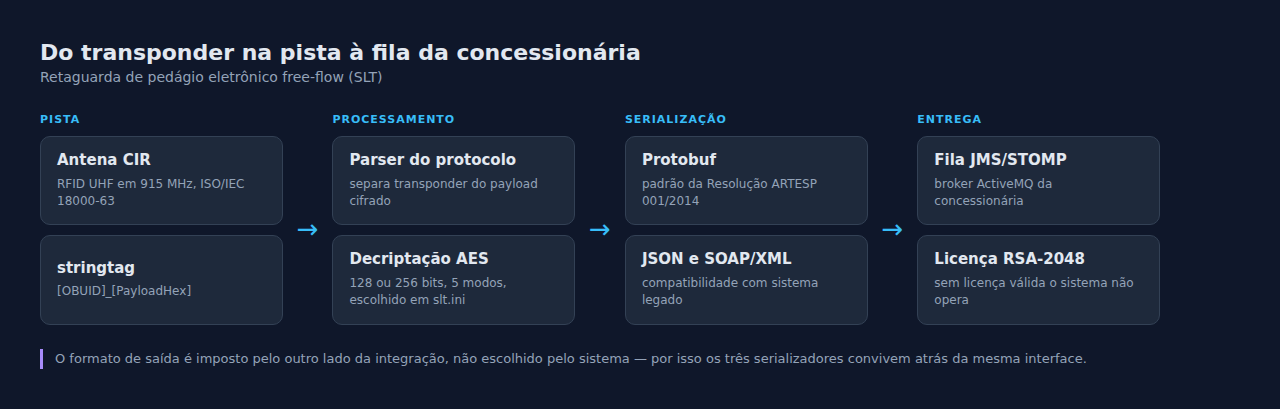 Do transponder na pista à fila da concessionária
Retaguarda de pedágio eletrônico free-flow (SLT)
PISTA
Antena CIR
RFID UHF em 915 MHz, ISO/IEC
18000-63
stringtag
[OBUID]_[PayloadHex]
→
PROCESSAMENTO
Parser do protocolo
separa transponder do payload
cifrado
Decriptação AES
128 ou 256 bits, 5 modos,
escolhido em slt.ini
→
SERIALIZAÇÃO
Protobuf
padrão da Resolução ARTESP
001/2014
JSON e SOAP/XML
compatibilidade com sistema
legado
→
ENTREGA
Fila JMS/STOMP
broker ActiveMQ da
concessionária
Licença RSA-2048
sem licença válida o sistema não
opera
O formato de saída é imposto pelo outro lado da integração, não escolhido pelo sistema — por isso os três serializadores convivem atrás da mesma interface.